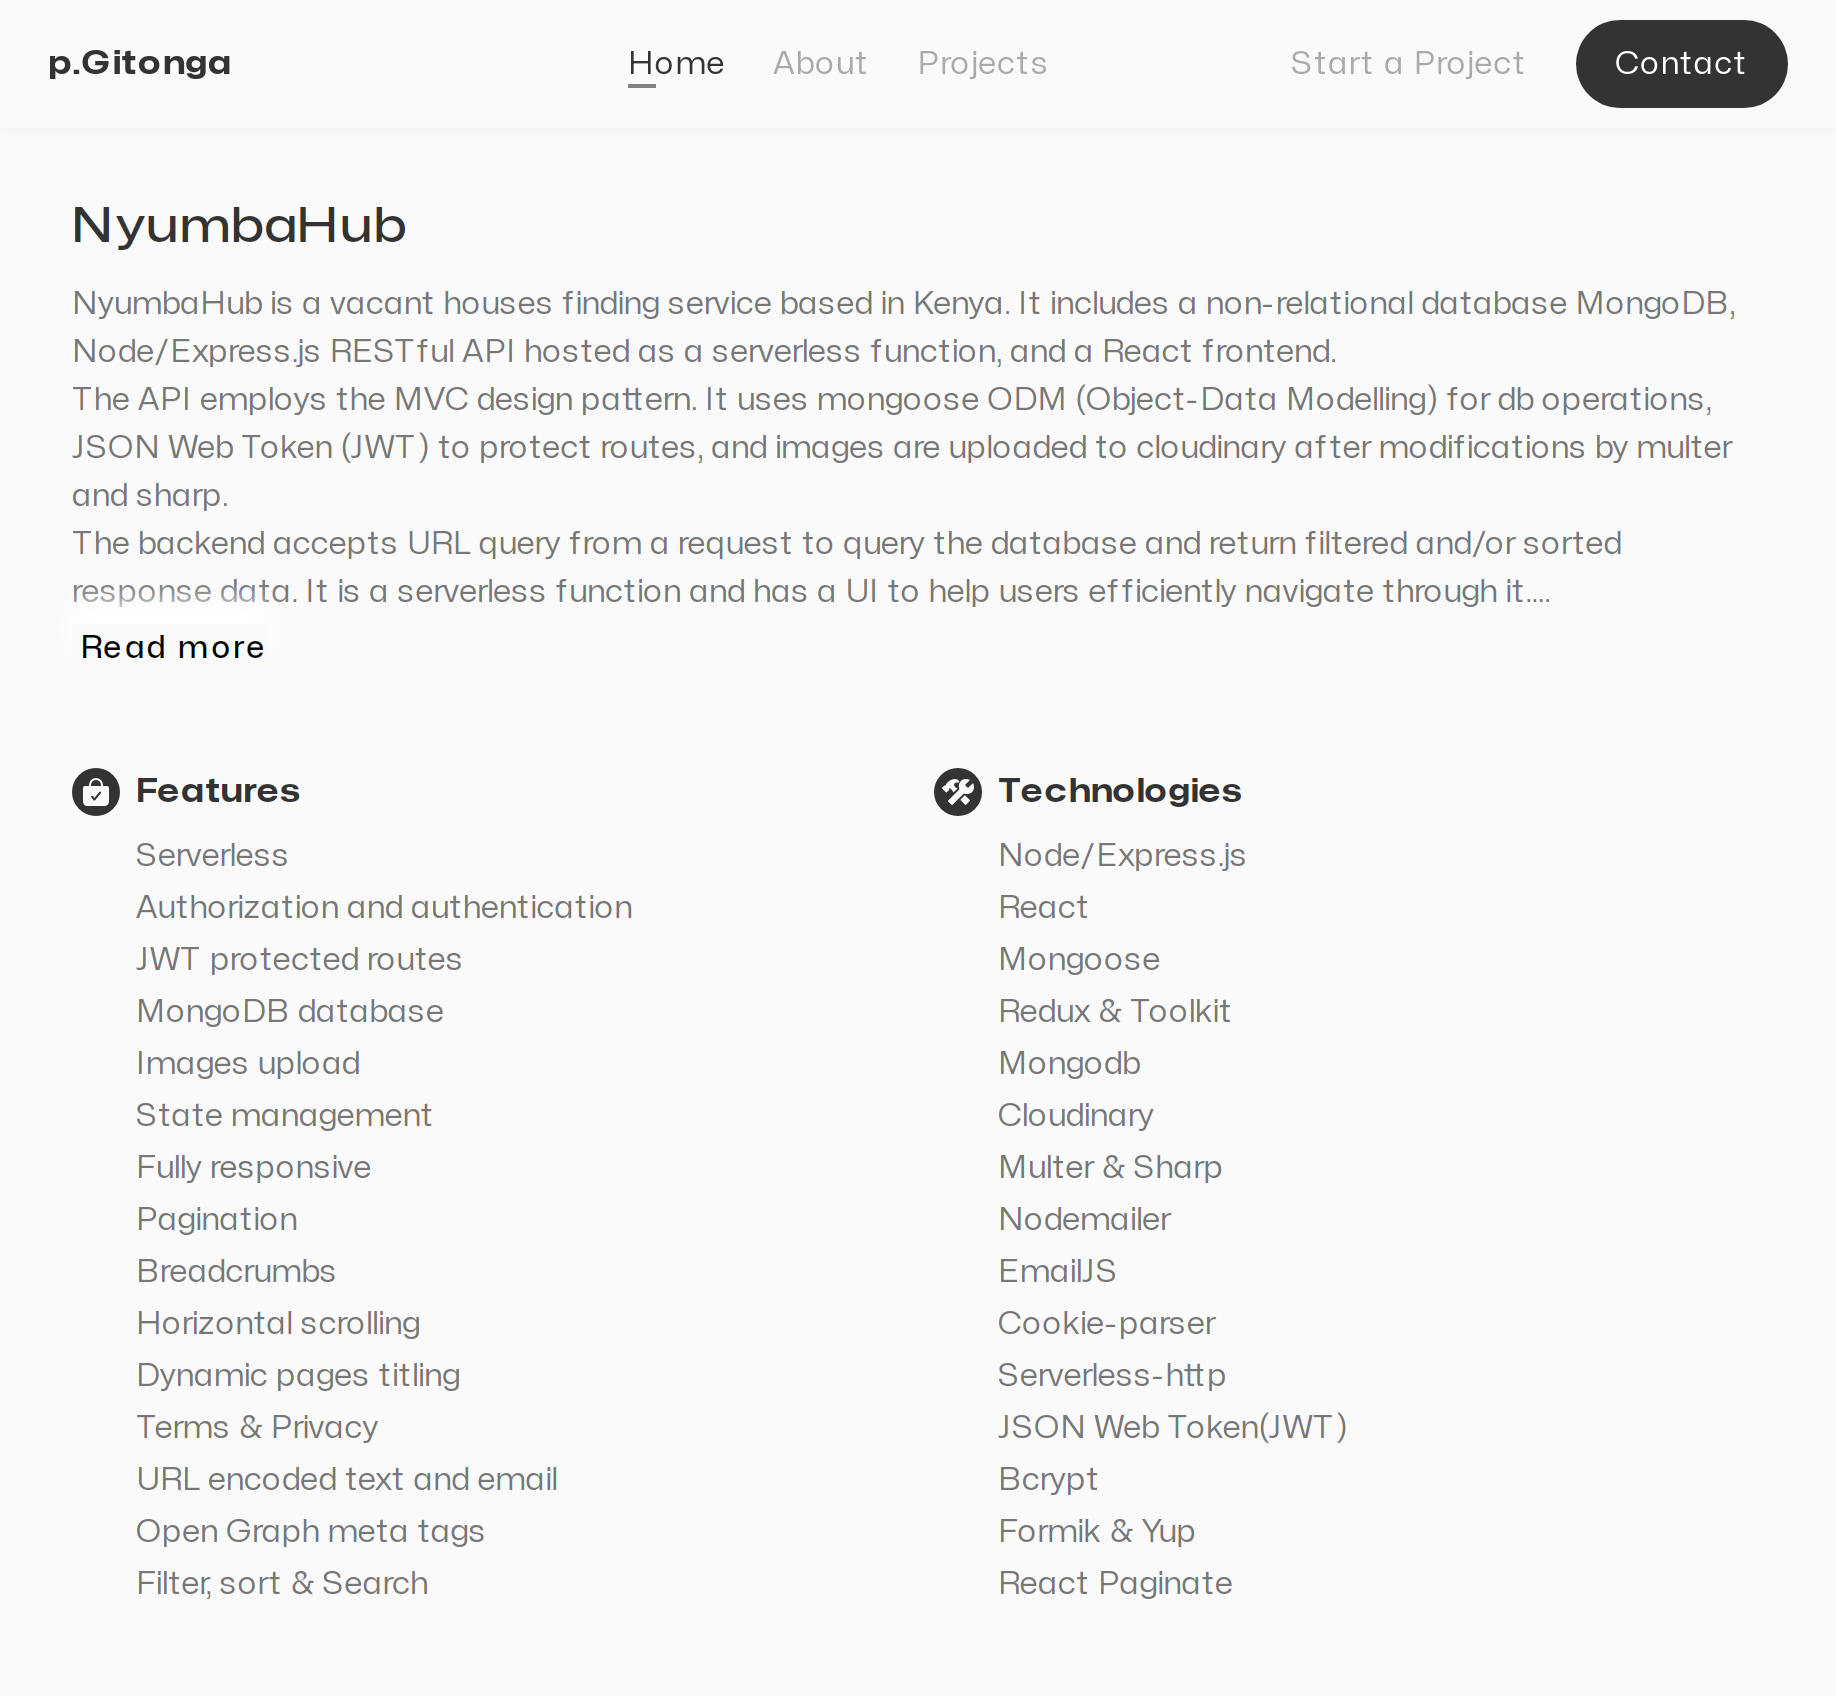 p.Gitonga
Home
About
Projects
Start a Project
Contact
NyumbaHub
NyumbaHub is a vacant houses finding service based in Kenya. It includes a non-relational database MongoDB,
Node/Express.js RESTful API hosted as a serverless function, and a React frontend.
The API employs the MVC design pattern. It uses mongoose ODM (Object-Data Modelling) for db operations,
JSON Web Token (JWT) to protect routes, and images are uploaded to cloudinary after modifications by multer
and sharp.
The backend accepts URL query from a request to query the database and return filtered and/or sorted
response data. It is a serverless function and has a UI to help users efficiently navigate through it....
Read more
Features
Serverless
Authorization and authentication
JWT protected routes
MongoDB database
Images upload
State management
Fully responsive
Pagination
Breadcrumbs
Horizontal scrolling
Dynamic pages titling
Terms & Privacy
URL encoded text and email
Open Graph meta tags
Filter, sort & Search
Technologies
Node/Express.js
React
Mongoose
Redux & Toolkit
Mongodb
Cloudinary
Multer & Sharp
Nodemailer
EmailJS
Cookie-parser
Serverless-http
JSON Web Token(JWT)
Bcrypt
Formik & Yup
React Paginate